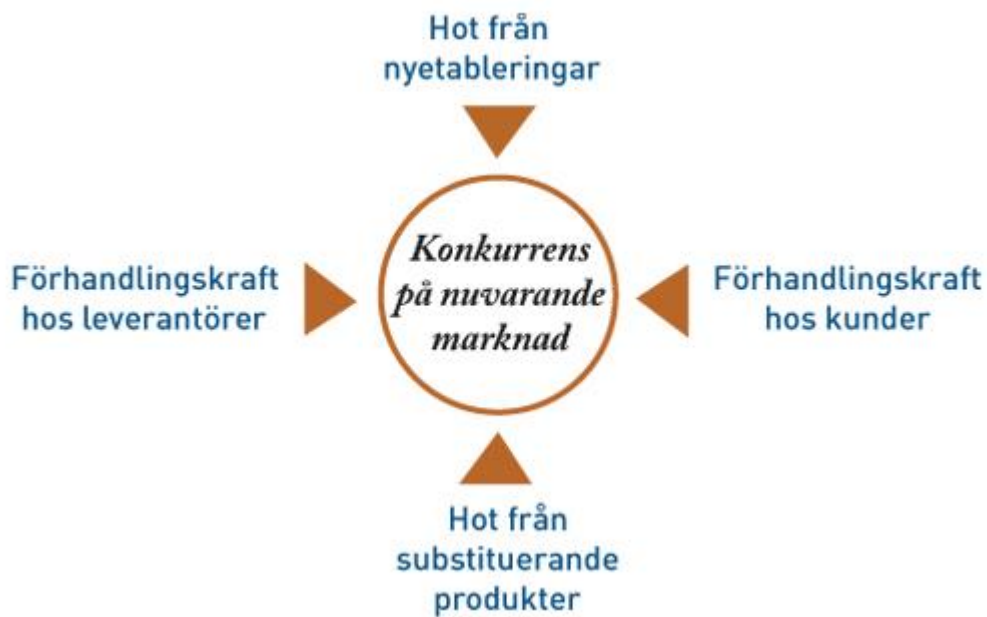 Hot från
nyetableringar
Förhandlingskraft
hos leverantörer
Konkurrens
på nuvarande
marknad
Förhandlingskraft
hos kunder
Hot från
substituerande
produkter